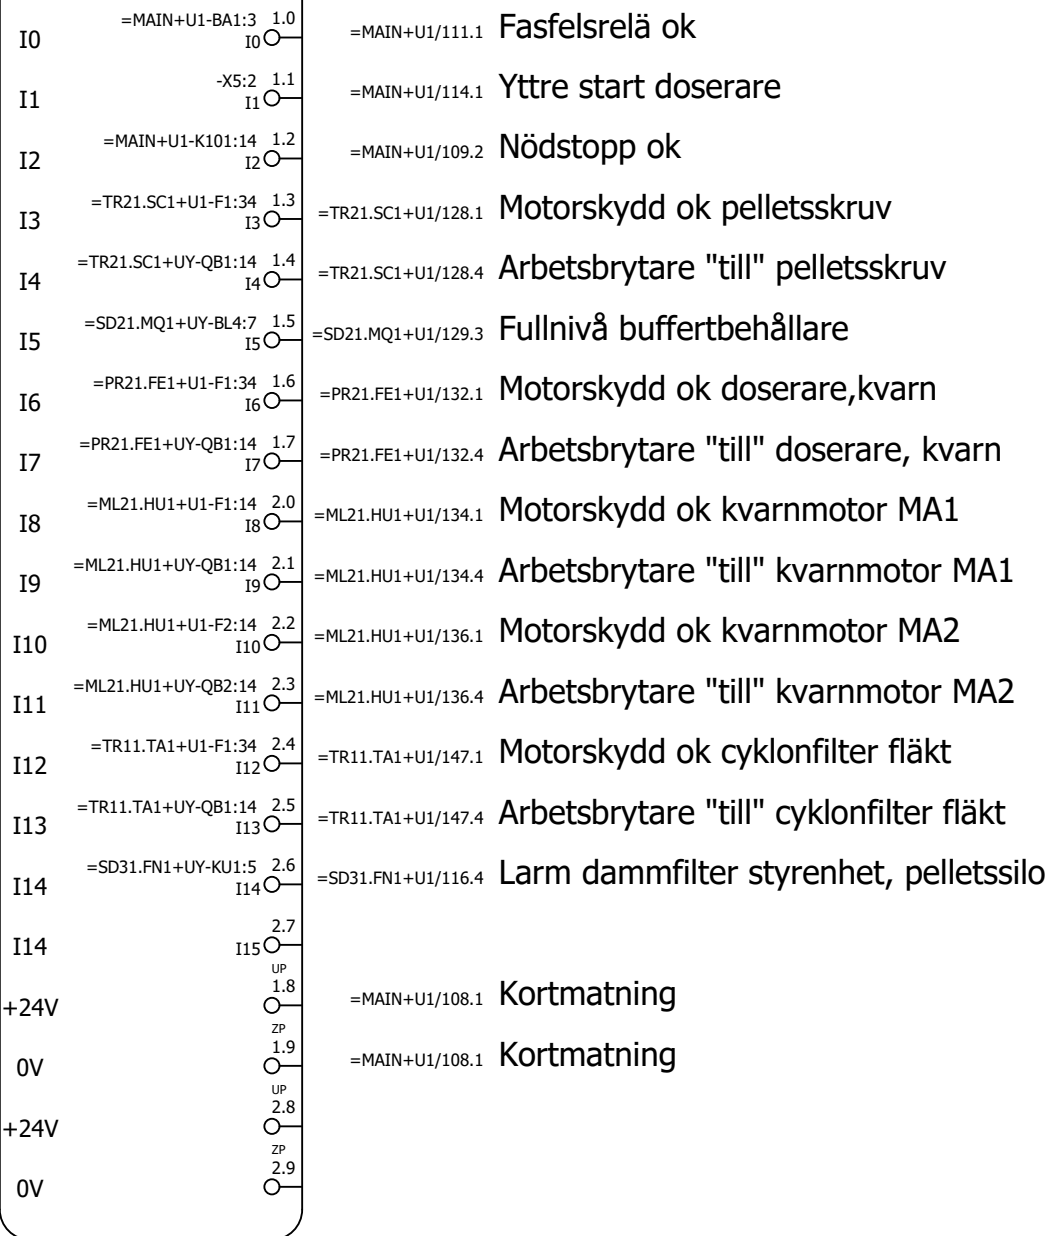 I0 =MAIN+U1-BA1:3 1.0 I0 =MAIN+U1/111.1 Fasfelsrelä ok
I1 -X5:2 1.1 I1 =MAIN+U1/114.1 Yttre start doserare
I2 =MAIN+U1-K101:14 1.2 I2 =MAIN+U1/109.2 Nödstopp ok
I3 =TR21.SC1+U1-F1:34 1.3 I3 =TR21.SC1+U1/128.1 Motorskydd ok pelletsskruv
I4 =TR21.SC1+UY-QB1:14 1.4 I4 =TR21.SC1+U1/128.4 Arbetsbrytare "till" pelletsskruv
I5 =SD21.MQ1+UY-BL4:7 1.5 I5 =SD21.MQ1+U1/129.3 Fullnivå buffertbehållare
I6 =PR21.FE1+U1-F1:34 1.6 I6 =PR21.FE1+U1/132.1 Motorskydd ok doserare,kvarn
I7 =PR21.FE1+UY-QB1:14 1.7 I7 =PR21.FE1+U1/132.4 Arbetsbrytare "till" doserare, kvarn
I8 =ML21.HU1+U1-F1:14 2.0 I8 =ML21.HU1+U1/134.1 Motorskydd ok kvarnmotor MA1
I9 =ML21.HU1+UY-QB1:14 2.1 I9 =ML21.HU1+U1/134.4 Arbetsbrytare "till" kvarnmotor MA1
I10 =ML21.HU1+U1-F2:14 2.2 I10 =ML21.HU1+U1/136.1 Motorskydd ok kvarnmotor MA2
I11 =ML21.HU1+UY-QB2:14 2.3 I11 =ML21.HU1+U1/136.4 Arbetsbrytare "till" kvarnmotor MA2
I12 =TR11.TA1+U1-F1:34 2.4 I12 =TR11.TA1+U1/147.1 Motorskydd ok cyklonfilter fläkt
I13 =TR11.TA1+UY-QB1:14 2.5 I13 =TR11.TA1+U1/147.4 Arbetsbrytare "till" cyklonfilter fläkt
I14 =SD31.FN1+UY-KU1:5 2.6 I14 =SD31.FN1+U1/116.4 Larm dammfilter styrenhet, pelletssilo
I14 2.7 I15
+24V UP 1.8 =MAIN+U1/108.1 Kortmatning
0V ZP 1.9 =MAIN+U1/108.1 Kortmatning
+24V UP 2.8
0V ZP 2.9